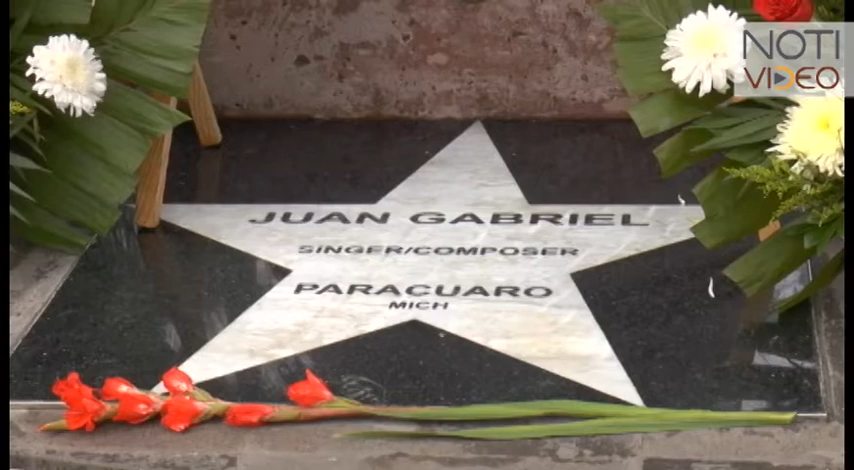 NOTI
VIDEO
JUAN GABRIEL
SINGER/COMPOSER
PARACUARO
MICH